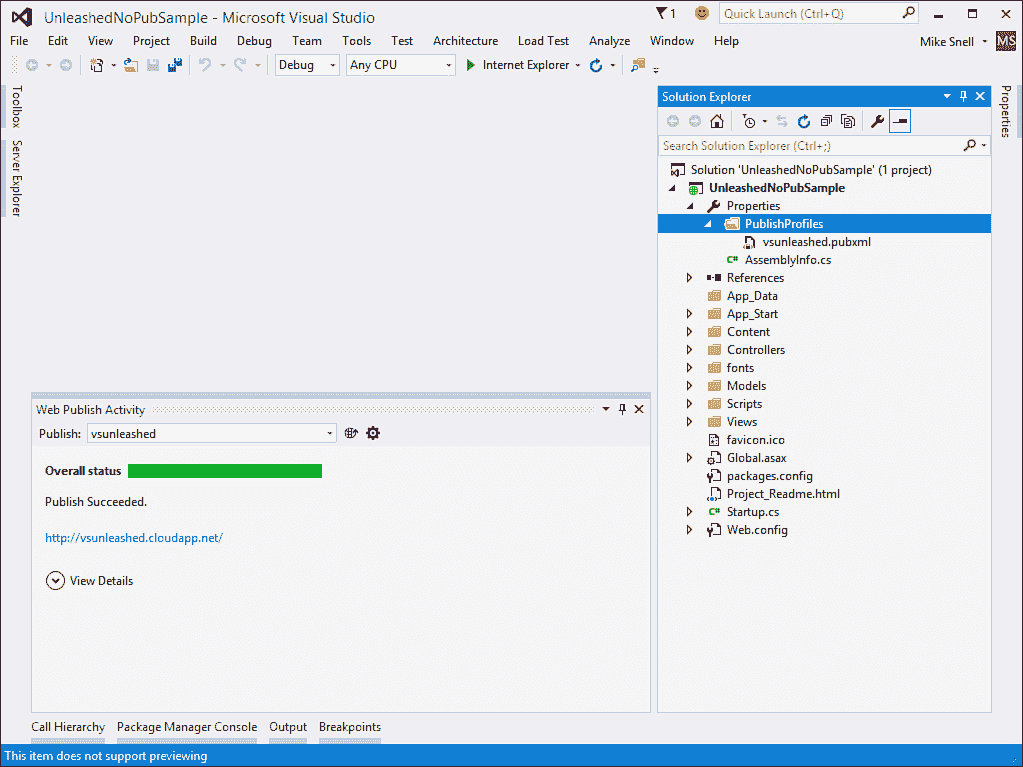 UnleashedNoPubSample - Microsoft Visual Studio
1
Quick Launch (Ctrl+Q)
File Edit View Project Build Debug Team Tools Test Architecture Load Test Analyze Window Help
Mike Snell
MS
Debug
Any CPU
Internet Explorer
Toolbox
Server Explorer
Solution Explorer
Search Solution Explorer (Ctrl+;)
Solution 'UnleashedNoPubSample' (1 project)
UnleashedNoPubSample
Properties
PublishProfiles
vsunleashed.pubxml
C# AssemblyInfo.cs
References
App_Data
App_Start
Content
Controllers
fonts
Models
Scripts
Views
favicon.ico
Global.asax
packages.config
Project_Readme.html
C# Startup.cs
Web.config
Properties
Web Publish Activity
Publish: vsunleashed
Overall status
Publish Succeeded.
http://vsunleashed.cloudapp.net/
View Details
Call Hierarchy Package Manager Console Output Breakpoints
This item does not support previewing